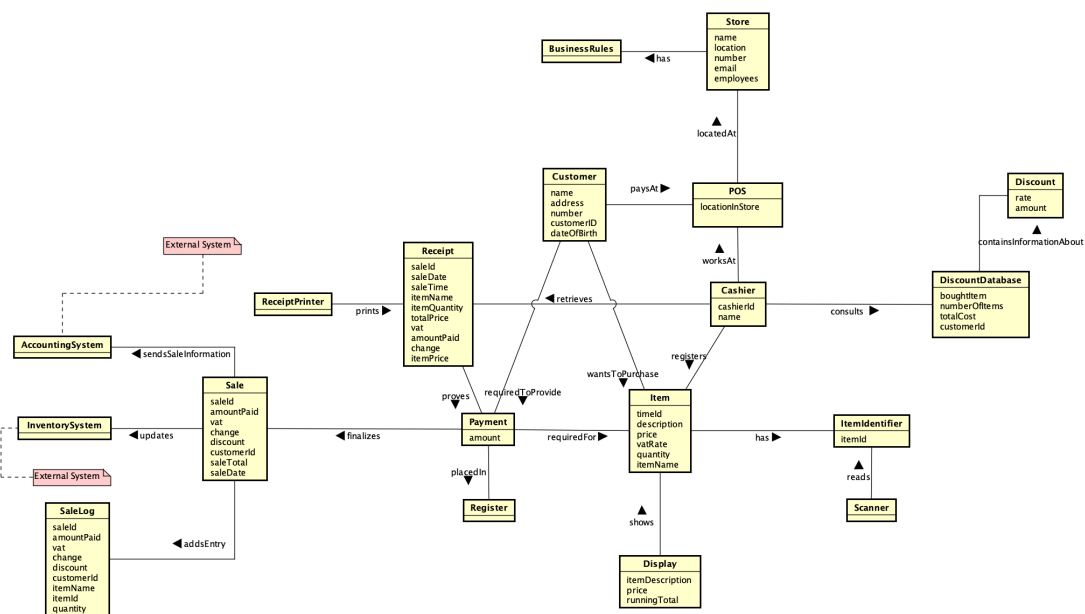 Store
name
location
number
email
employees
BusinessRules
has
locatedAt
Customer
name
address
number
customerID
dateOfBirth
paysAt
POS
locationInStore
Discount
rate
amount
containsInformationAbout
External System
Receipt
saleId
saleDate
saleTime
itemName
itemQuantity
totalPrice
vat
amountPaid
change
itemPrice
worksAt
DiscountDatabase
boughtItem
numberOfItems
totalCost
customerId
ReceiptPrinter
prints
retrieves
Cashier
cashierId
name
consults
AccountingSystem
sendsSaleInformation
registers
wantsToPurchase
requiredToProvide
proves
Sale
saleId
amountPaid
vat
change
discount
customerId
saleTotal
saleDate
Item
timeId
description
price
vatRate
quantity
itemName
InventorySystem
updates
finalizes
Payment
amount
requiredFor
has
ItemIdentifier
itemId
External System
placedIn
reads
Register
Scanner
shows
SaleLog
saleId
amountPaid
vat
change
discount
customerId
itemName
itemId
quantity
addsEntry
Display
itemDescription
price
runningTotal